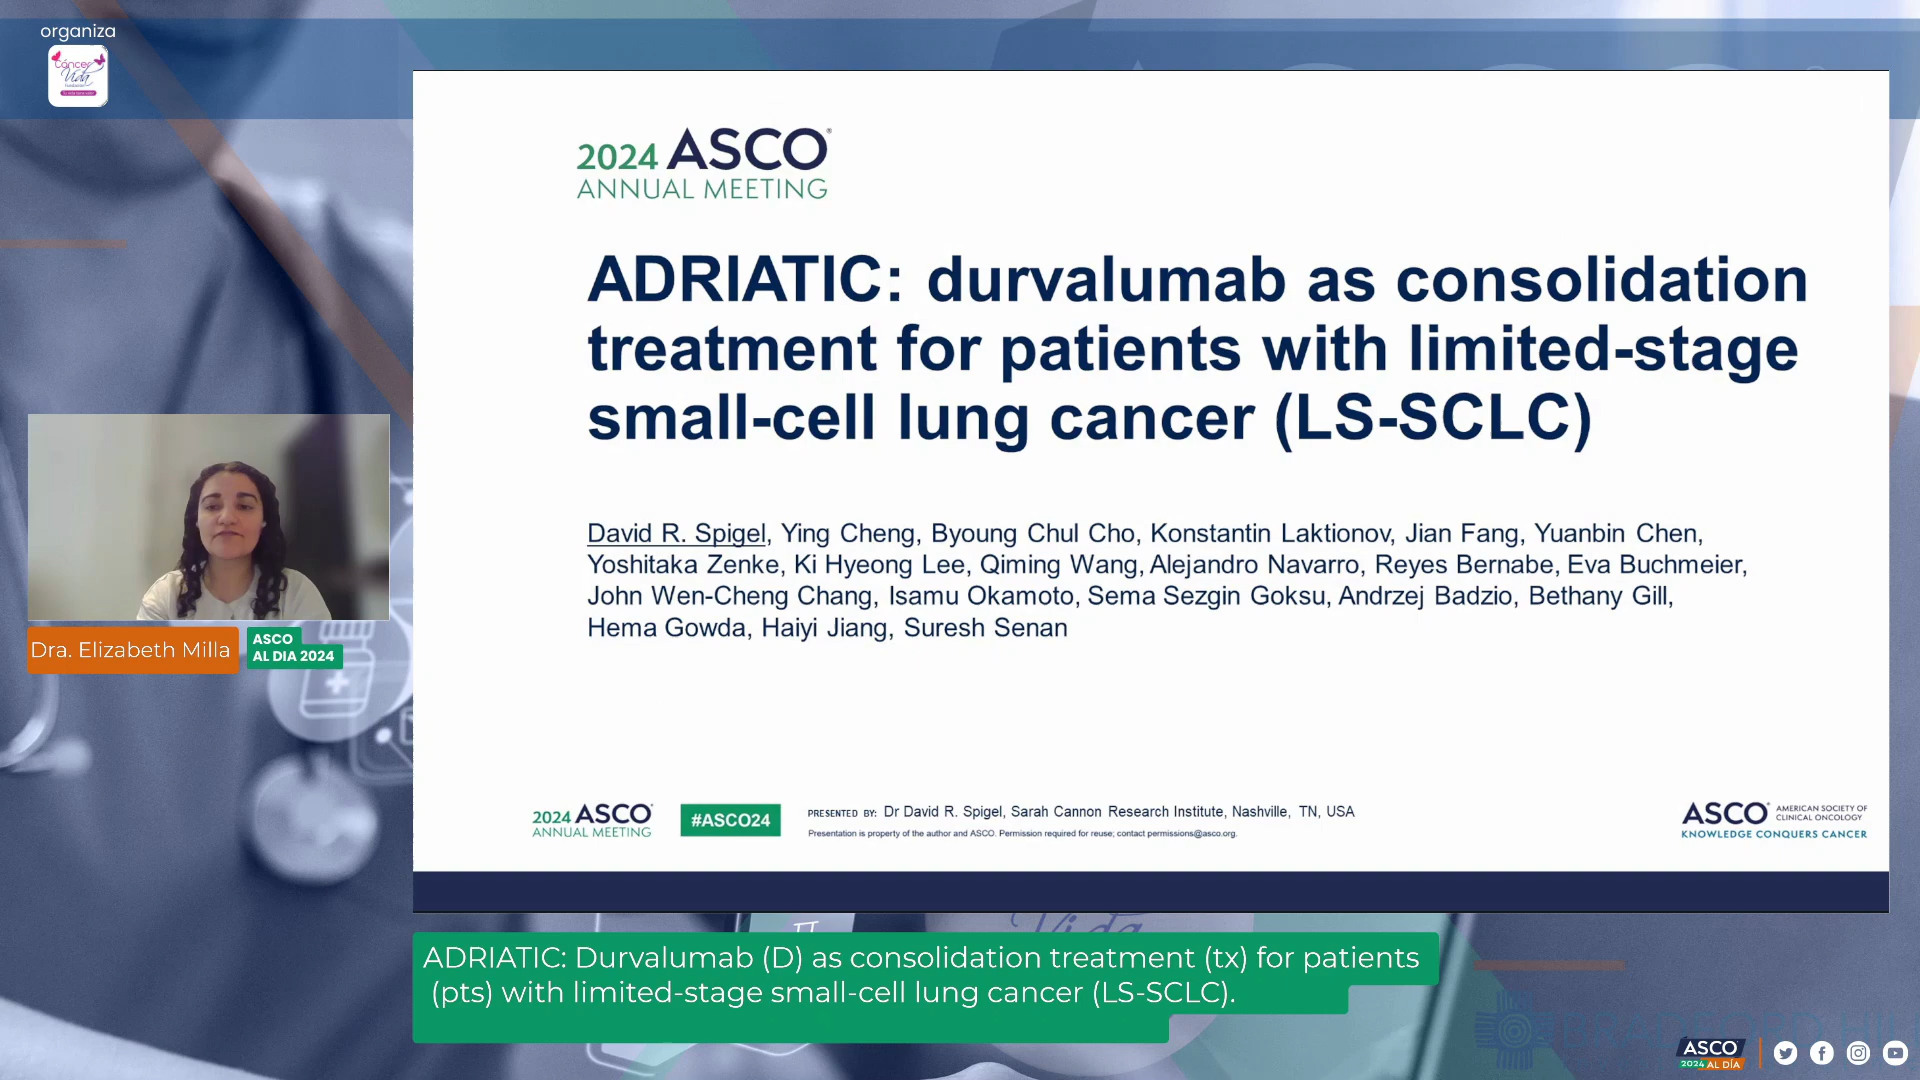 organiza
Cáncer
Vida
2024 ASCO
ANNUAL MEETING
ADRIATIC: durvalumab as consolidation
treatment for patients with limited-stage
small-cell lung cancer (LS-SCLC)
David R. Spigel, Ying Cheng, Byoung Chul Cho, Konstantin Laktionov, Jian Fang, Yuanbin Chen,
Yoshitaka Zenke, Ki Hyeong Lee, Qiming Wang, Alejandro Navarro, Reyes Bernabe, Eva Buchmeier,
John Wen-Cheng Chang, Isamu Okamoto, Sema Sezgin Goksu, Andrzej Badzio, Bethany Gill,
Hema Gowda, Haiyi Jiang, Suresh Senan
Dra. Elizabeth Milla
ASCO
AL DIA 2024
2024 ASCO
ANNUAL MEETING
#ASCO24
PRESENTED BY: Dr David R. Spigel, Sarah Cannon Research Institute, Nashville, TN, USA
Presentation is property of the author and ASCO. Permission required for reuse; contact permissions@asco.org.
ASCO AMERICAN SOCIETY OF
CLINICAL ONCOLOGY
KNOWLEDGE CONQUERS CANCER
Vida
ADRIATIC: Durvalumab (D) as consolidation treatment (tx) for patients
(pts) with limited-stage small-cell lung cancer (LS-SCLC).
ASCO
2024 AL DÍA